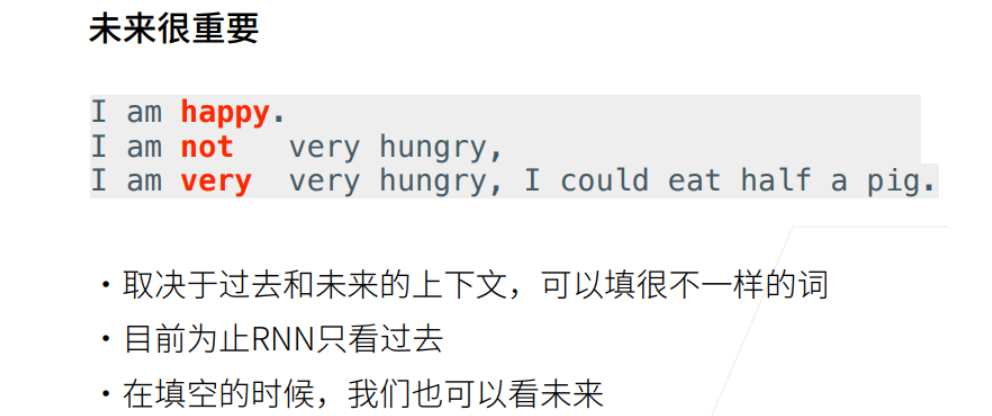 未来很重要
I am happy.
I am not very hungry,
I am very very hungry, I could eat half a pig.
・取决于过去和未来的上下文，可以填很不一样的词
・目前为止RNN只看过去
・在填空的时候，我们也可以看未来